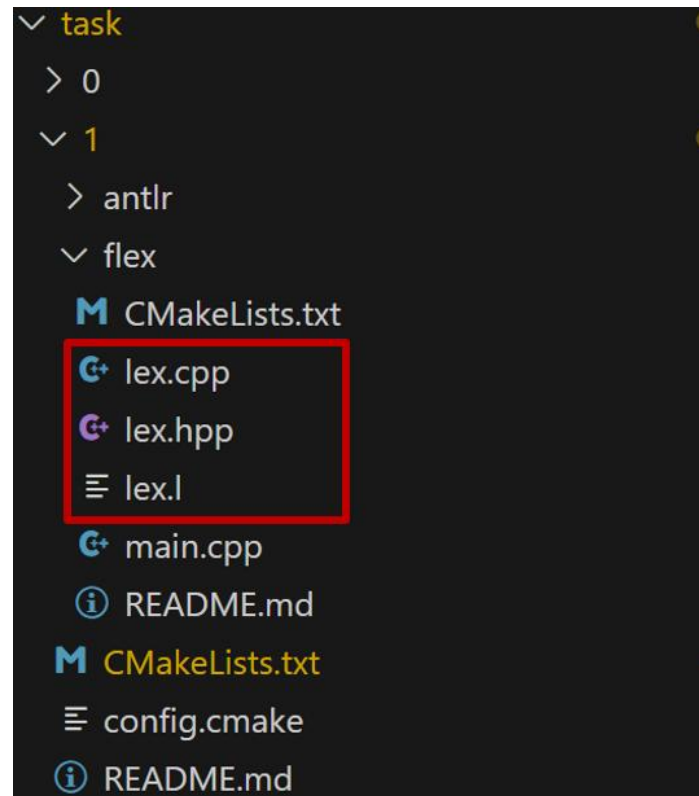 task
0
1
antlr
flex
CMakeLists.txt
lex.cpp
lex.hpp
lex.l
main.cpp
README.md
CMakeLists.txt
config.cmake
README.md